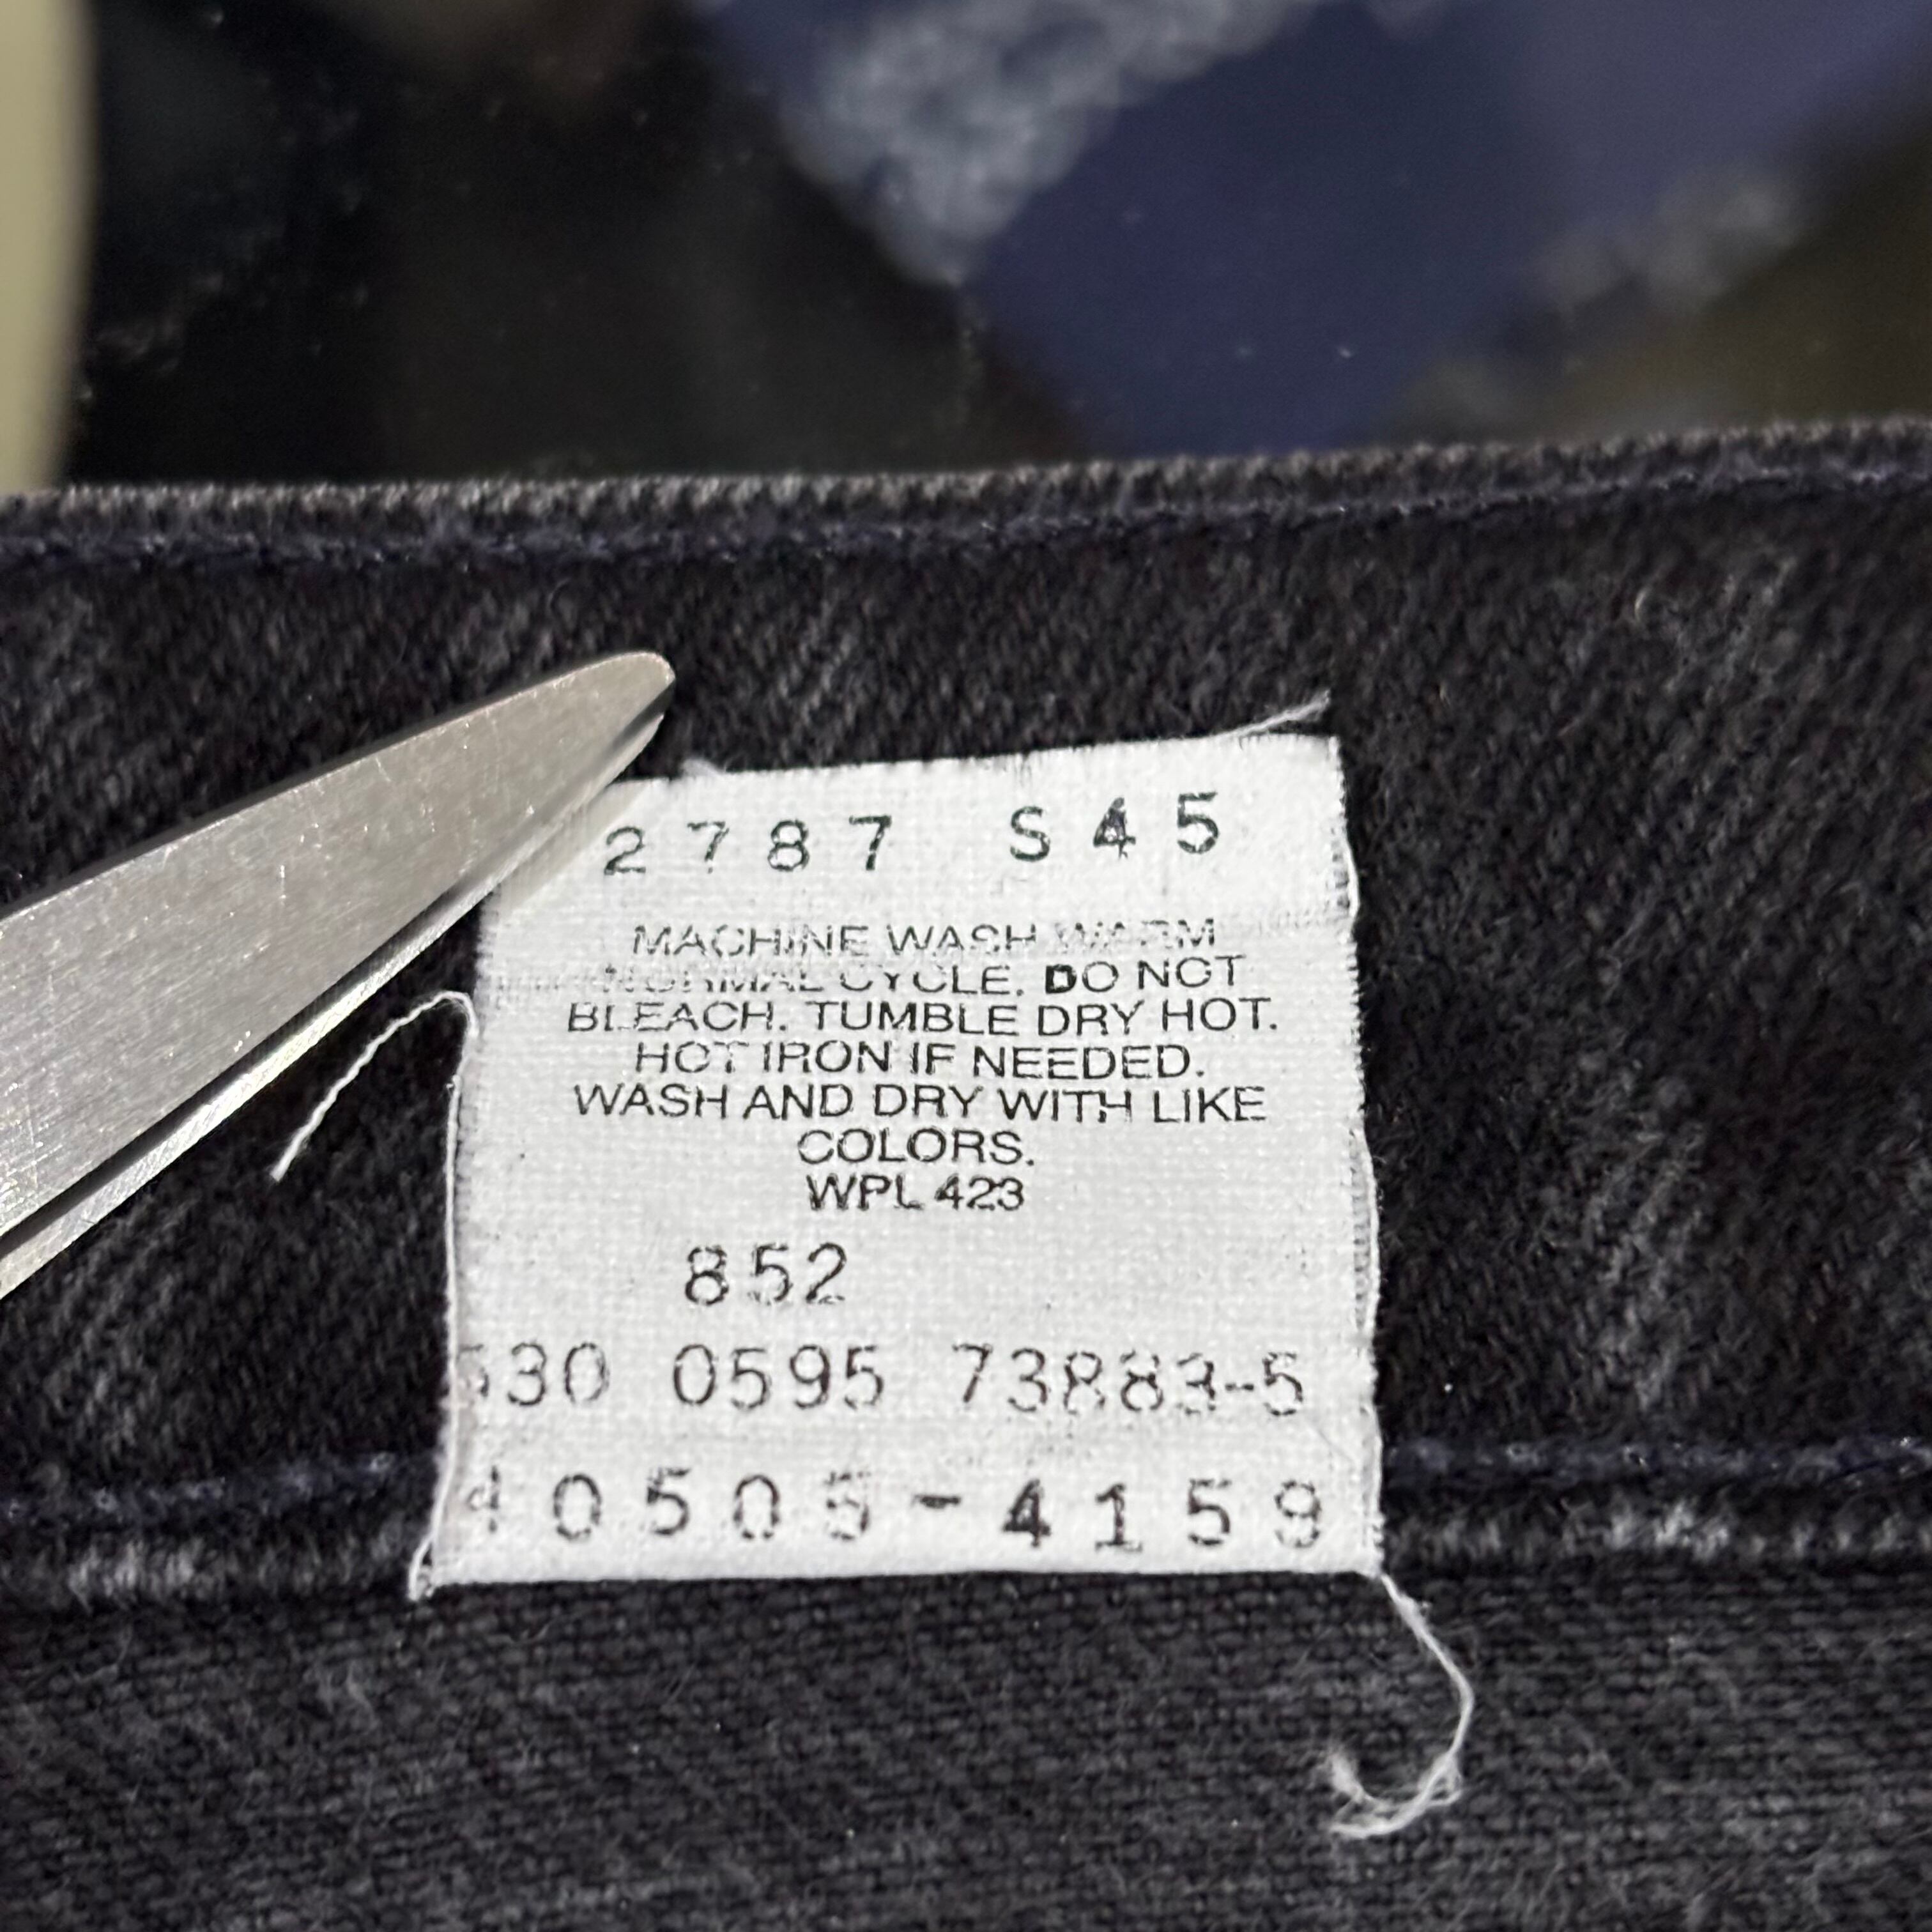 2787 S45
MACHINE WASH WARM
NORMAL CYCLE. DO NOT
BLEACH. TUMBLE DRY HOT.
HOT IRON IF NEEDED.
WASH AND DRY WITH LIKE
COLORS.
WPL 423
852
530 0595 73883-5
40505-4159